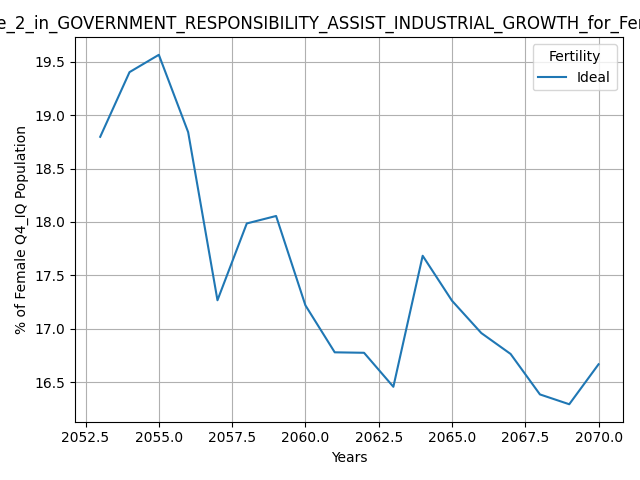 e_2_in_GOVERNMENT_RESPONSIBILITY_ASSIST_INDUSTRIAL_GROWTH_for_Fer
Fertility
Ideal
% of Female Q4_IQ Population
19.5
19.0
18.5
18.0
17.5
17.0
16.5
2052.5 2055.0 2057.5 2060.0 2062.5 2065.0 2067.5 2070.0
Years